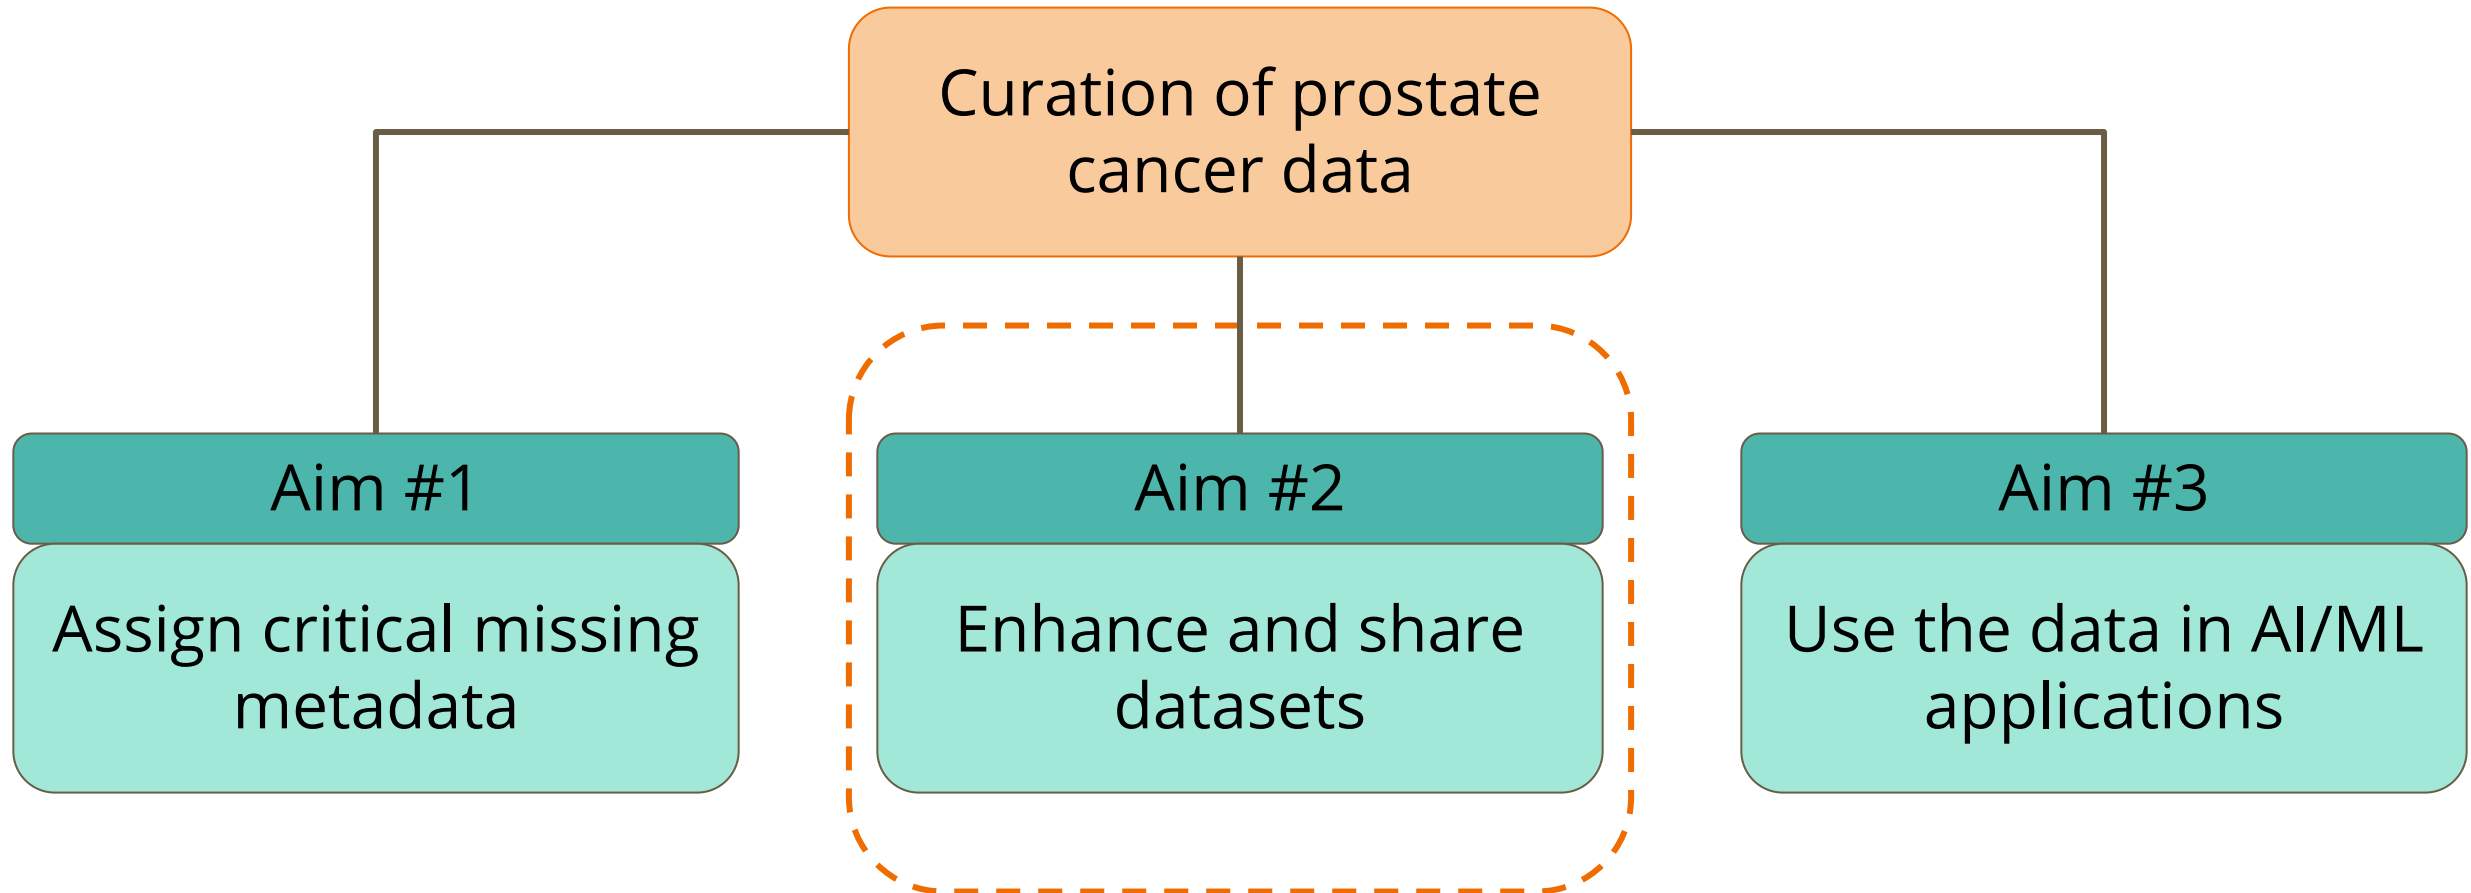 Curation of prostate
cancer data
Aim #1
Assign critical missing
metadata
Aim #2
Enhance and share
datasets
Aim #3
Use the data in AI/ML
applications